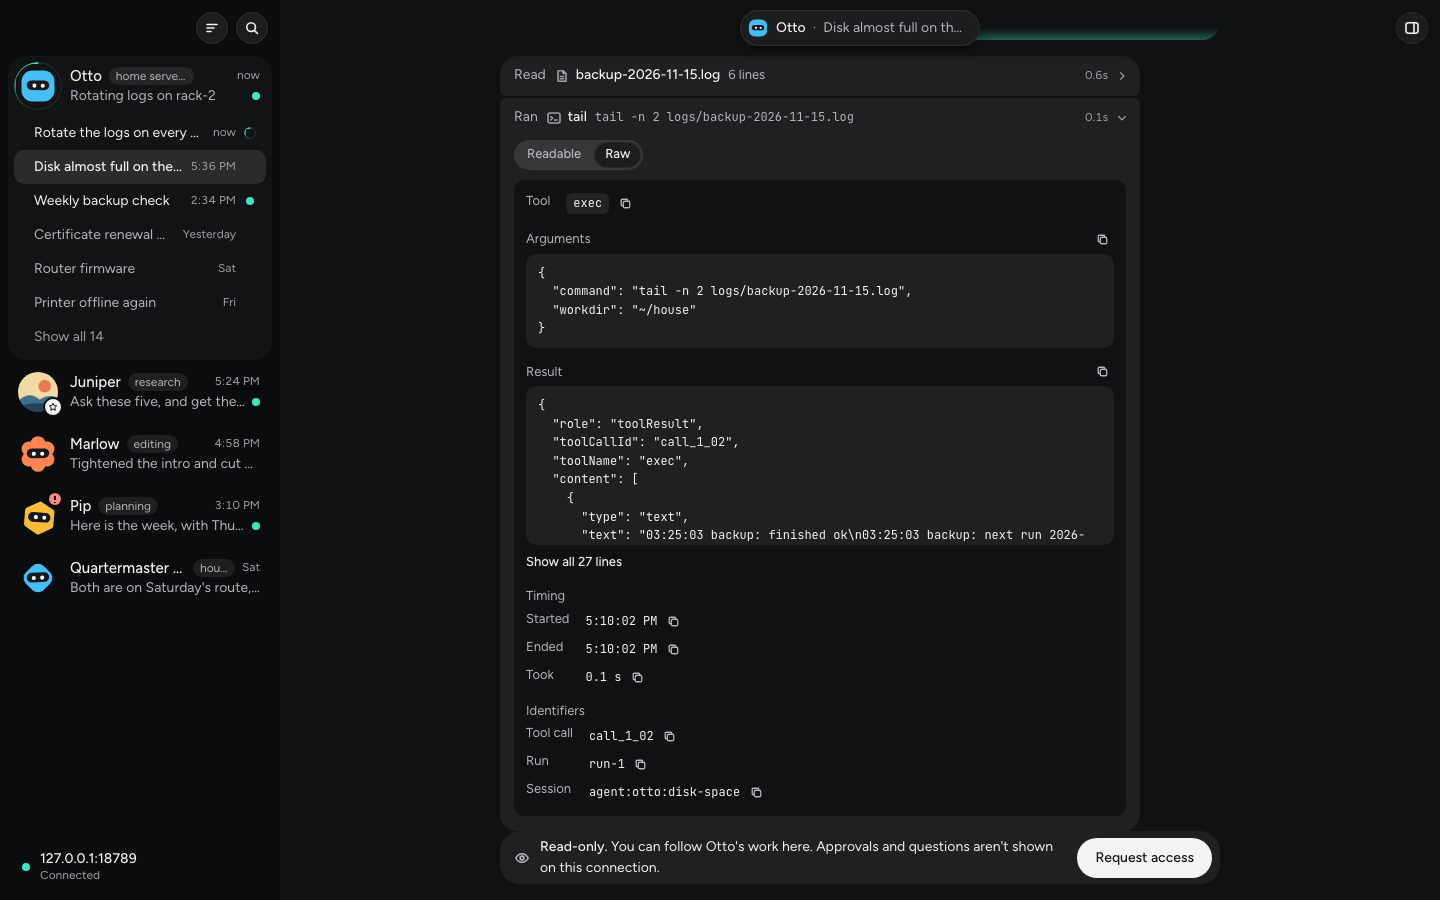 Otto · Disk almost full on th...
Otto home serve... now
Rotating logs on rack-2
Rotate the logs on every ... now
Disk almost full on the... 5:36 PM
Weekly backup check 2:34 PM
Certificate renewal ... Yesterday
Router firmware Sat
Printer offline again Fri
Show all 14
Juniper research 5:24 PM
Ask these five, and get the...
Marlow editing 4:58 PM
Tightened the intro and cut ...
Pip planning 3:10 PM
Here is the week, with Thu...
Quartermaster ... hou... Sat
Both are on Saturday's route,...
127.0.0.1:18789
Connected
Read backup-2026-11-15.log 6 lines 0.6s
Ran tail tail -n 2 logs/backup-2026-11-15.log 0.1s
Readable Raw
Tool exec
Arguments
{
"command": "tail -n 2 logs/backup-2026-11-15.log",
"workdir": "~/house"
}
Result
{
"role": "toolResult",
"toolCallId": "call_1_02",
"toolName": "exec",
"content": [
{
"type": "text",
"text": "03:25:03 backup: finished ok\n03:25:03 backup: next run 2026-
Show all 27 lines
Timing
Started 5:10:02 PM
Ended 5:10:02 PM
Took 0.1 s
Identifiers
Tool call call_1_02
Run run-1
Session agent:otto:disk-space
Read-only. You can follow Otto's work here. Approvals and questions aren't shown
on this connection.
Request access